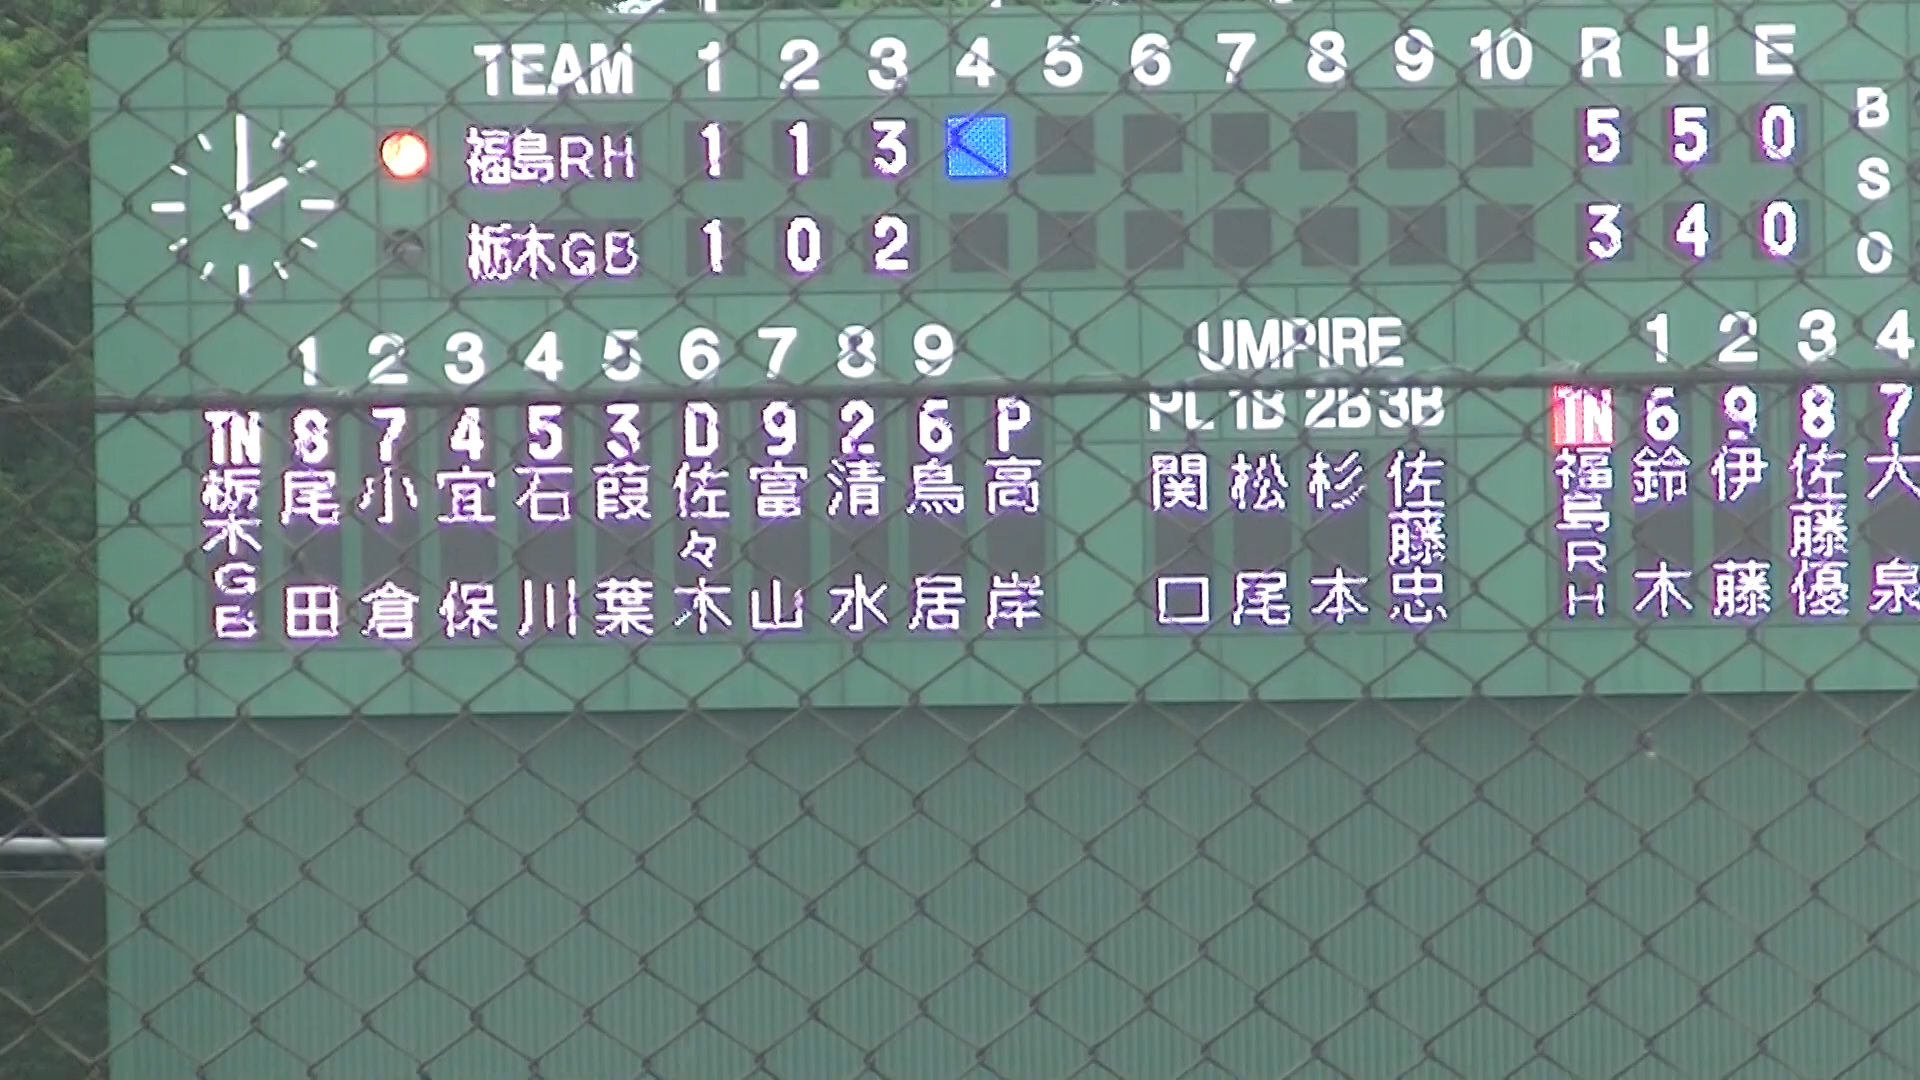 TEAM 1 2 3 4 5 6 7 8 9 10 R H E
福島RH 1 1 3 5 5 0
栃木GB 1 0 2 3 4 0
B
S
O
1 2 3 4 5 6 7 8 9
TN 8 7 4 5 3 D 9 2 6 P
栃木GB
尾田
小倉
宜保
石川
葭葉
佐々木
富山
清水
鳥居
高岸
UMPIRE
PL 1B 2B 3B
関口
松尾
杉本
佐藤忠
1 2 3 4
TN 6 9 8 7
福島RH
鈴木
伊藤
佐藤優
大泉